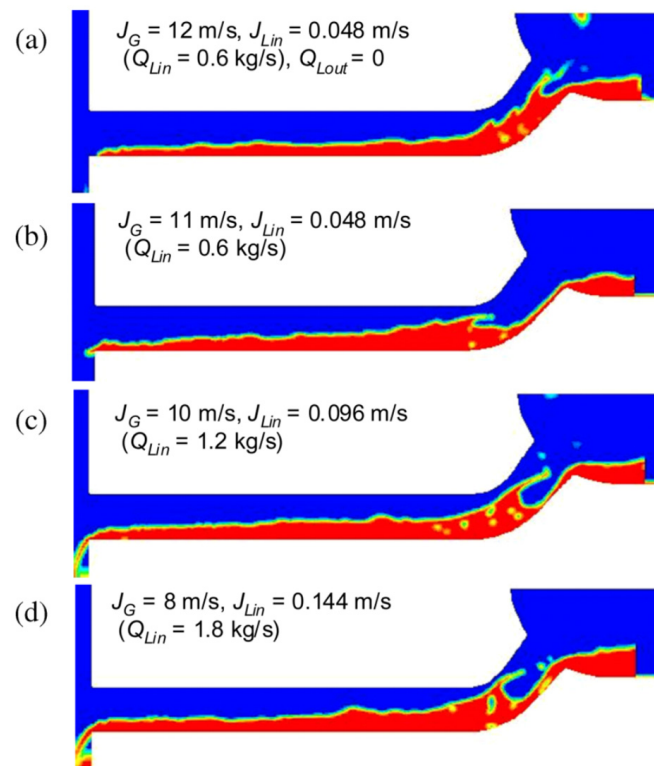 (a)
J_G = 12 m/s, J_Lin = 0.048 m/s
(Q_Lin = 0.6 kg/s), Q_Lout = 0
(b)
J_G = 11 m/s, J_Lin = 0.048 m/s
(Q_Lin = 0.6 kg/s)
(c)
J_G = 10 m/s, J_Lin = 0.096 m/s
(Q_Lin = 1.2 kg/s)
(d)
J_G = 8 m/s, J_Lin = 0.144 m/s
(Q_Lin = 1.8 kg/s)